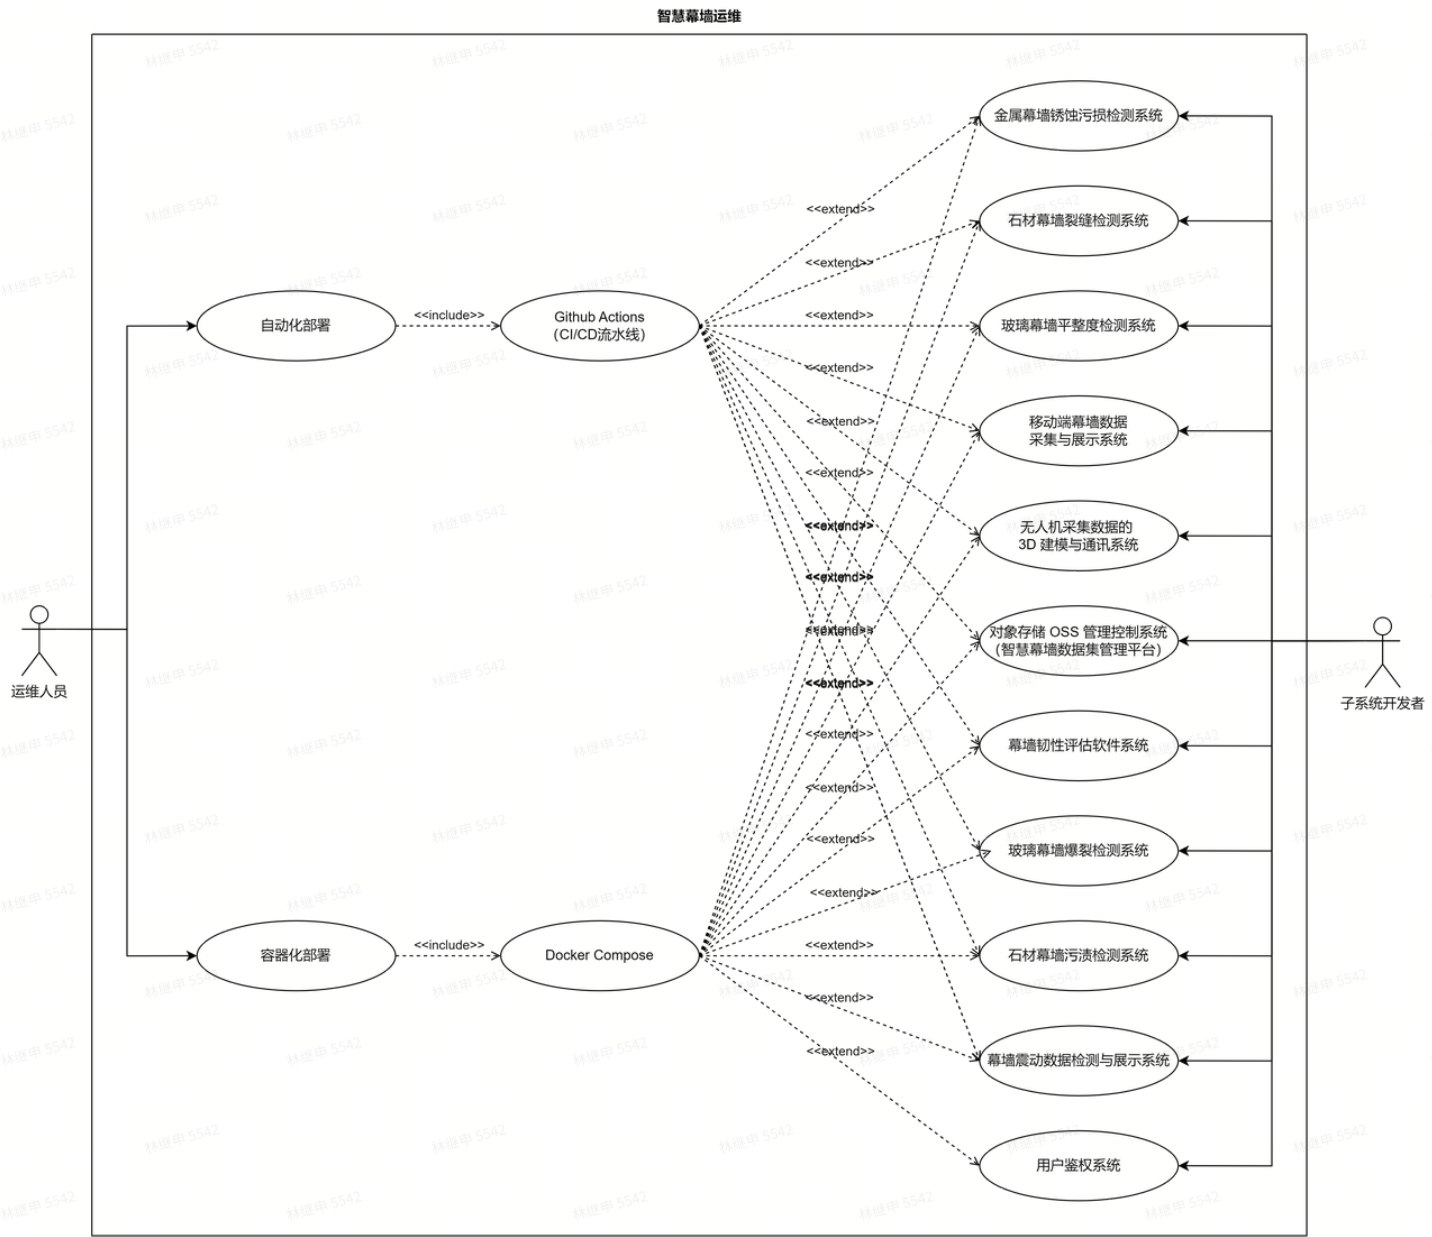 智慧幕墙运维
金属幕墙锈蚀污损检测系统
<<extend>>
石材幕墙裂缝检测系统
<<extend>>
自动化部署
<<include>>
Github Actions
(CI/CD流水线)
<<extend>>
玻璃幕墙平整度检测系统
<<extend>>
移动端幕墙数据
采集与展示系统
<<extend>>
<<extend>>
无人机采集数据的
3D 建模与通讯系统
<<extend>>
<<extend>>
<<extend>>
对象存储 OSS 管理控制系统
(智慧幕墙数据集管理平台)
运维人员
<<extend>>
子系统开发者
<<extend>>
幕墙韧性评估软件系统
<<extend>>
<<extend>>
玻璃幕墙爆裂检测系统
<<extend>>
容器化部署
<<include>>
Docker Compose
<<extend>>
石材幕墙污渍检测系统
<<extend>>
<<extend>>
幕墙震动数据检测与展示系统
用户鉴权系统
林继申 5542